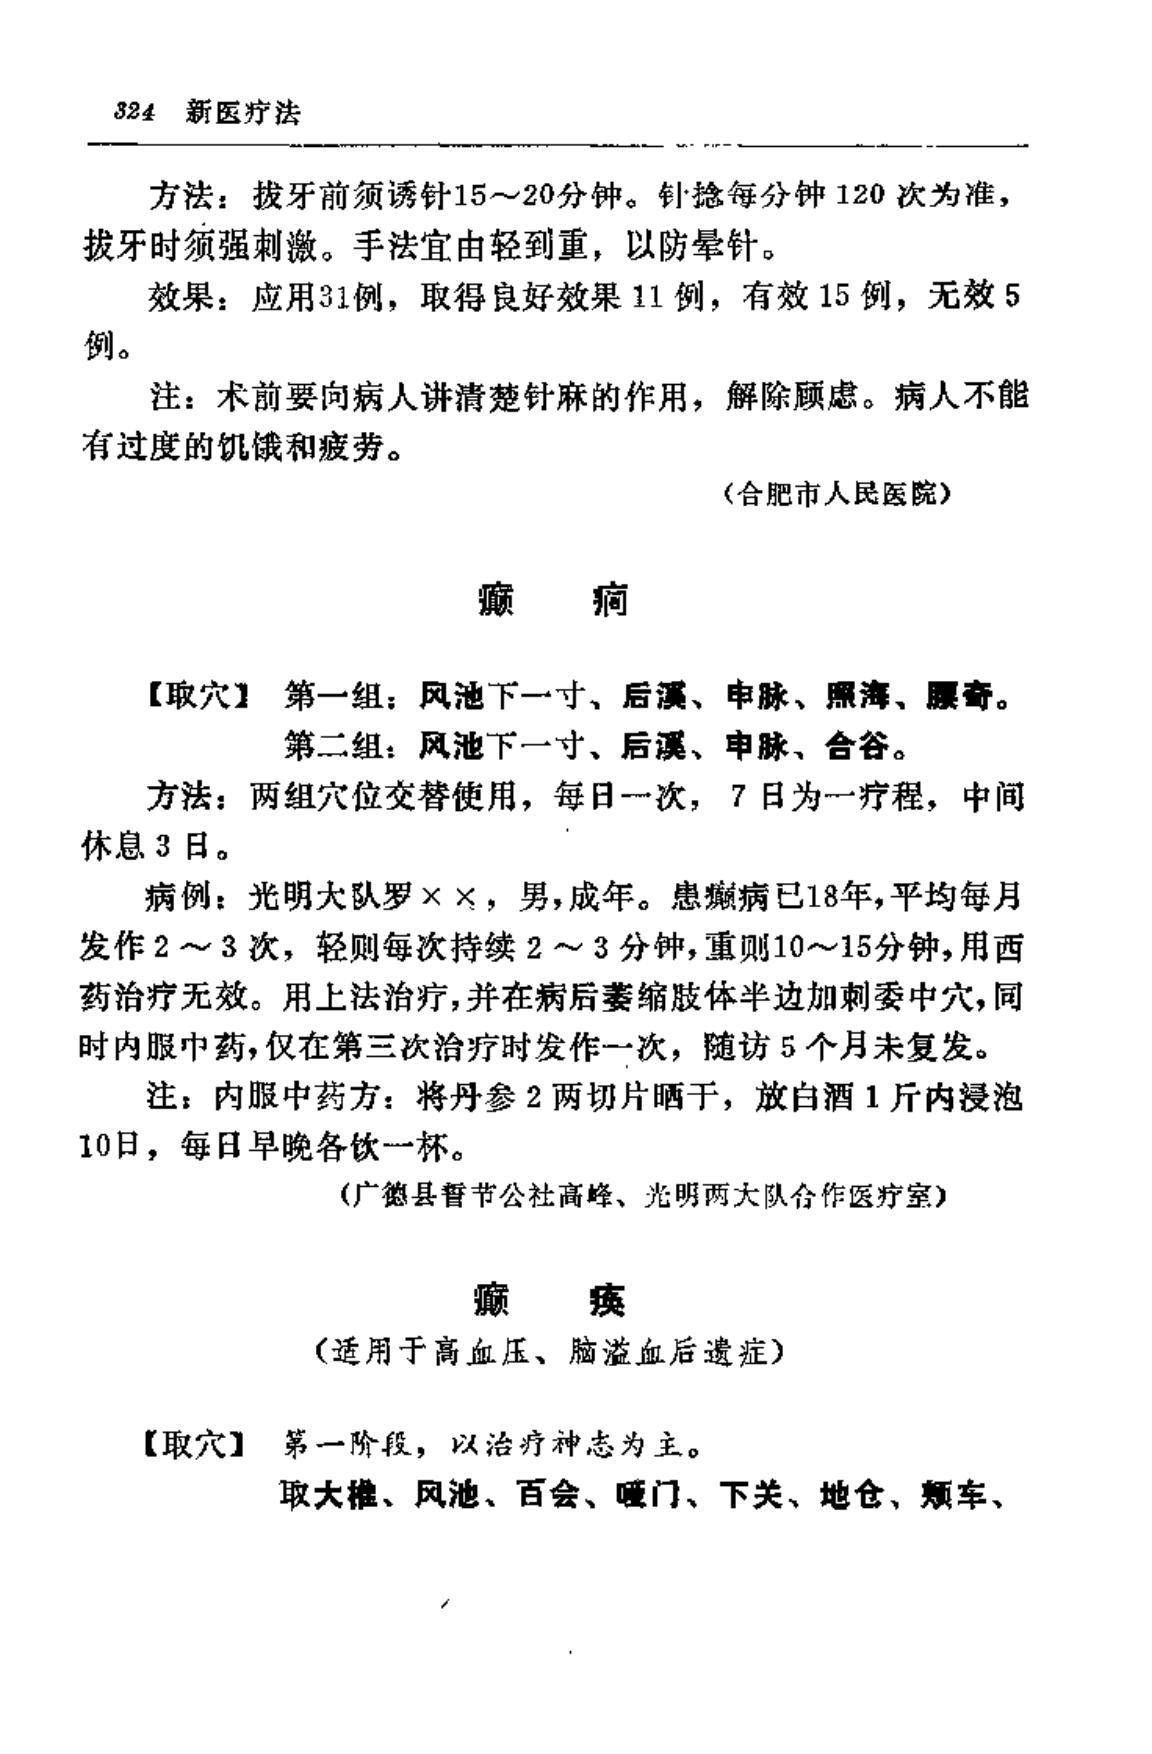 324 新医疗法
方法：拔牙前须诱针15～20分钟。针捻每分钟 120 次为准，
拔牙时须强刺激。手法宜由轻到重，以防晕针。
效果：应用31例，取得良好效果 11 例，有效 15 例，无效 5
例。
注：术前要向病人讲清楚针麻的作用，解除顾虑。病人不能
有过度的饥饿和疲劳。
（合肥市人民医院）
癫 痫
【取穴】 第一组：风池下一寸、后溪、申脉、照海、腰奇。
第二组：风池下一寸、后溪、申脉、合谷。
方法：两组穴位交替使用，每日一次， 7 日为一疗程，中间
休息 3 日。
病例：光明大队罗××，男，成年。患癫病已18年，平均每月
发作 2 ～ 3 次，轻则每次持续 2 ～ 3 分钟，重则10～15分钟，用西
药治疗无效。用上法治疗，并在病后萎缩肢体半边加刺委中穴，同
时内服中药，仅在第三次治疗时发作一次，随访 5 个月未复发。
注：内服中药方：将丹参 2 两切片晒干，放白酒 1 斤内浸泡
10日，每日早晚各饮一杯。
（广德县誓节公社高峰、光明两大队合作医疗室）
癫 痪
（适用于高血压、脑溢血后遗症）
【取穴】 第一阶段，以治疗神志为主。
取大椎、风池、百会、哑门、下关、地仓、颊车、